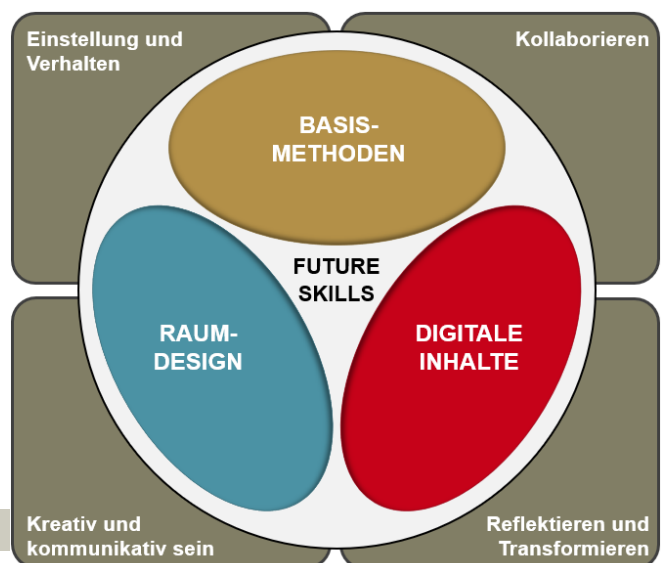 Einstellung und
Verhalten
Kollaborieren
BASIS-
METHODEN
FUTURE
SKILLS
RAUM-
DESIGN
DIGITALE
INHALTE
Kreativ und
kommunikativ sein
Reflektieren und
Transformieren